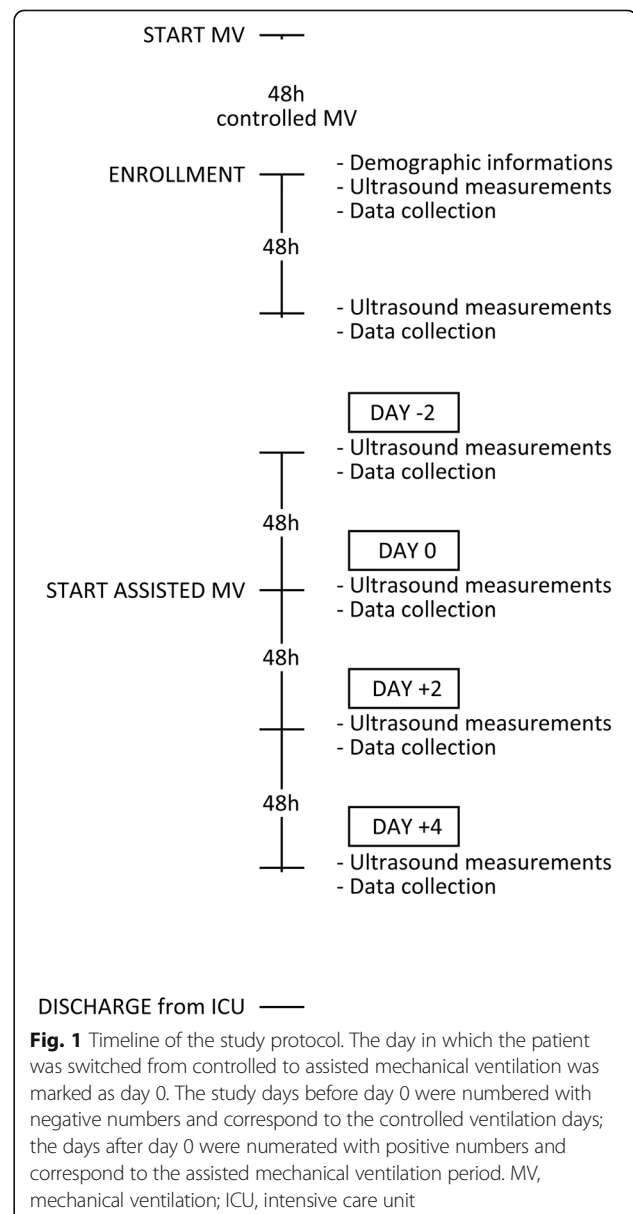 START MV
48h
controlled MV
ENROLLMENT
- Demographic informations
- Ultrasound measurements
- Data collection
48h
- Ultrasound measurements
- Data collection
DAY -2
- Ultrasound measurements
- Data collection
48h
DAY 0
START ASSISTED MV
- Ultrasound measurements
- Data collection
48h
DAY +2
- Ultrasound measurements
- Data collection
48h
DAY +4
- Ultrasound measurements
- Data collection
DISCHARGE from ICU
Fig. 1 Timeline of the study protocol. The day in which the patient
was switched from controlled to assisted mechanical ventilation was
marked as day 0. The study days before day 0 were numbered with
negative numbers and correspond to the controlled ventilation days;
the days after day 0 were numerated with positive numbers and
correspond to the assisted mechanical ventilation period. MV,
mechanical ventilation; ICU, intensive care unit